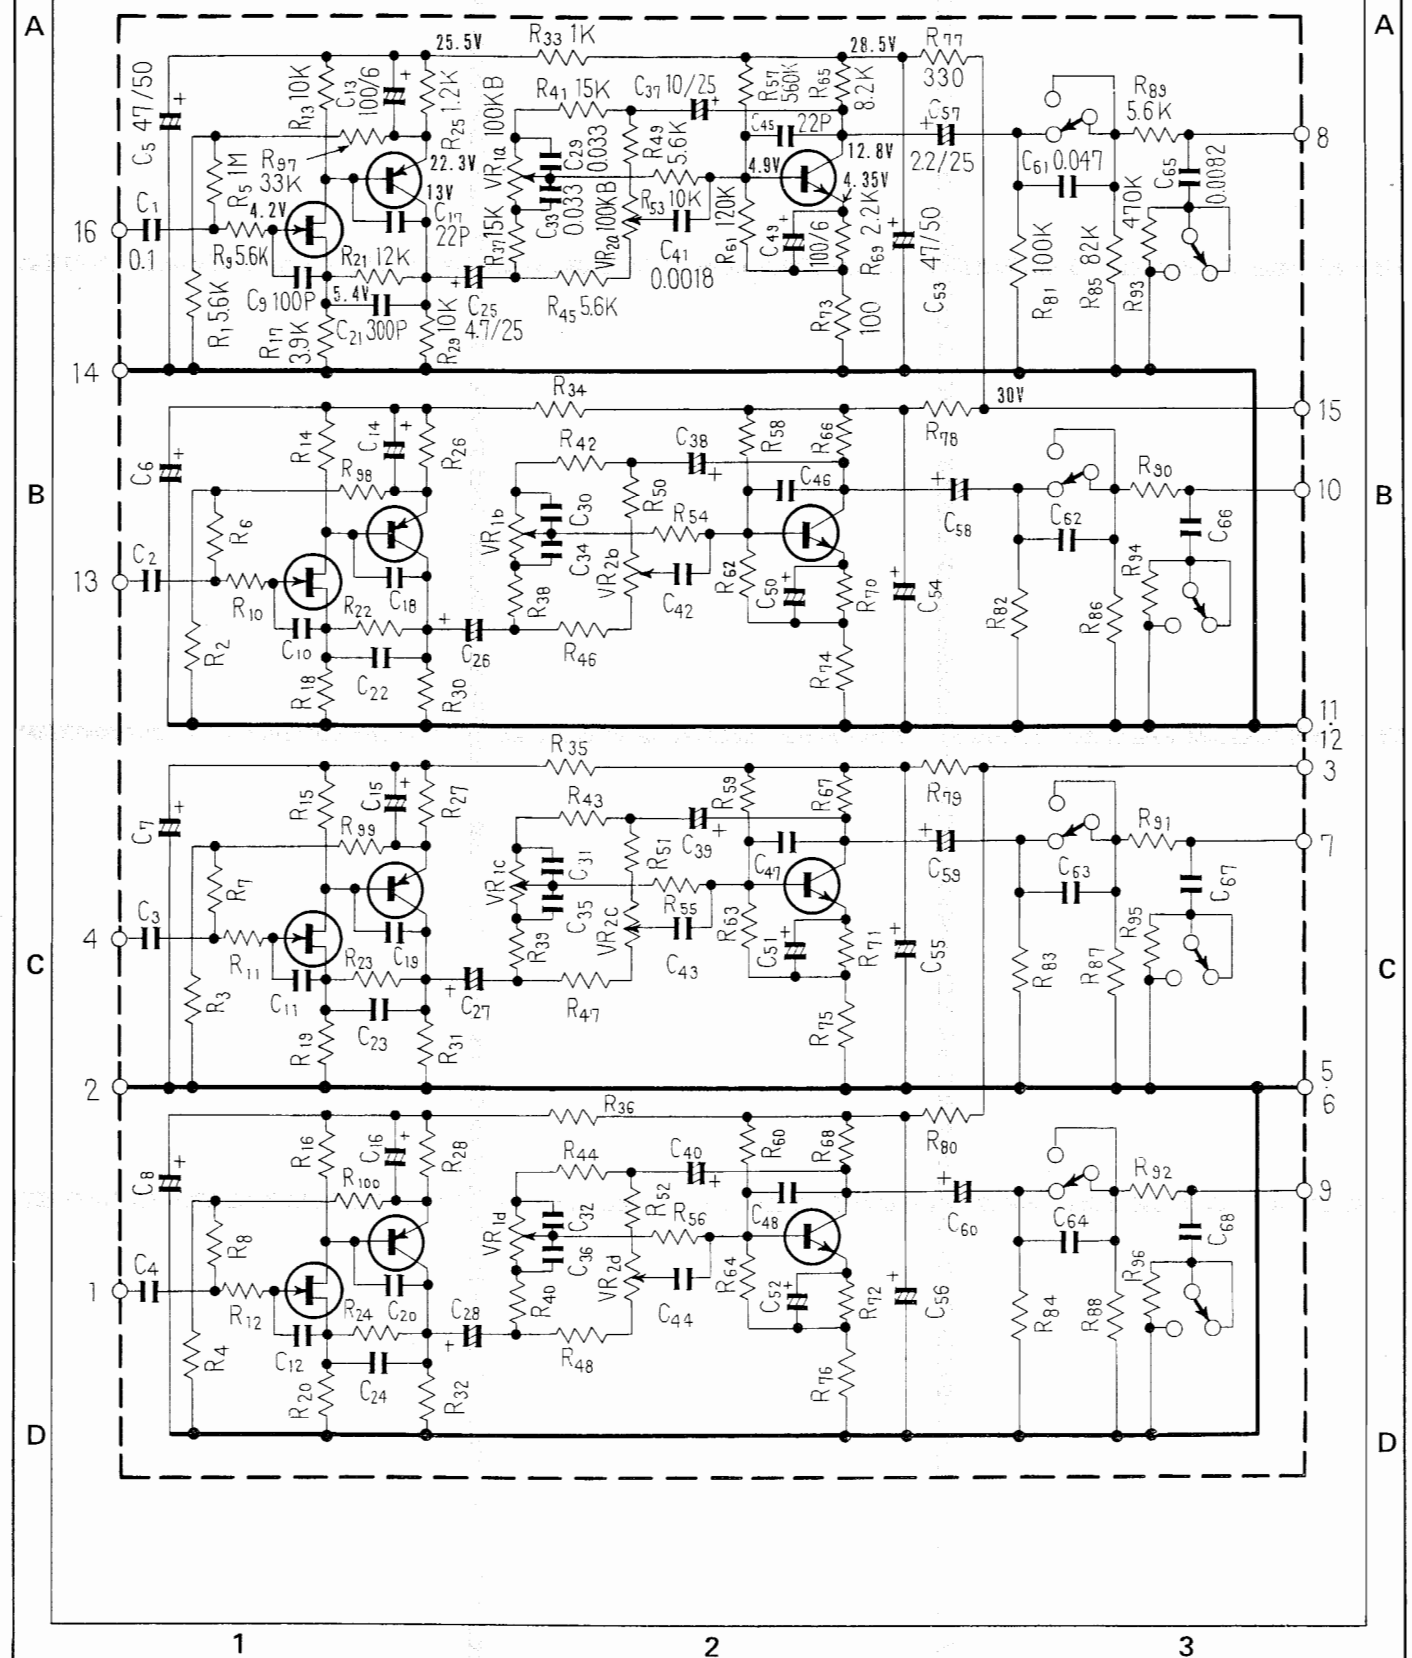 A A
25.5V R33 1K 28.5V R77
330
C5 47/50
R13 10K
C13 100/6
R25 1.2K
R41 15K C37 10/25
R57 560K
R65 8.2K
C57
2.2/25
R89
5.6K
8
R97
33K
R5 1M
22.3V
13V
VR1a 100KB
C29 0.033
R49 5.6K
C45 22P
4.9V
12.8V
4.35V
C61 0.047
C65 0.0082
C1
0.1
16
4.2V
R9 5.6K
C17
22P
R37 15K
C33 0.033
VR2a 100KB
R53 10K
C41
0.0018
R61 120K
C49 100/6
R69 2.2K
C53 47/50
R81 100K
R85 82K
R93 470K
R1 5.6K
C9 100P
R21 12K
5.4V
C21 300P
R17
3.9K
R29 10K
C25
4.7/25
R45 5.6K
R73 100
14
R34 30V 15
R78
C6
R14
C14
R26
R42
C38
R58
R66
R98
R50
C46
C58
R90
10
B B
R6
VR1b
C30
R54
C62
C66
C2
13
R10
C18
C34
VR2b
C42
R62
C50
R70
C54
R94
R22
R38
R82
R86
R2
C10
C22
C26
R46
R18
R30
R74
11
12
R35
3
R79
C7
R15
C15
R27
R43
C39
R59
R67
R99
R51
C47
C59
R91
7
R7
VR1c
C31
R55
C63
C67
C3
4
R11
C19
C35
VR2c
C43
R63
C51
R71
C55
R95
C C
R23
R39
R83
R87
R3
C11
C23
C27
R47
R19
R31
R75
2
5
6
R36
R80
C8
R16
C16
R28
R44
C40
R60
R68
R100
R52
C48
C60
R92
9
R8
VR1d
C32
R56
C64
C68
C4
1
R12
C20
C36
VR2d
C44
R64
C52
R72
C56
R96
R24
R40
R84
R88
R4
C12
C24
C28
R48
R20
R32
R76
D D
1 2 3